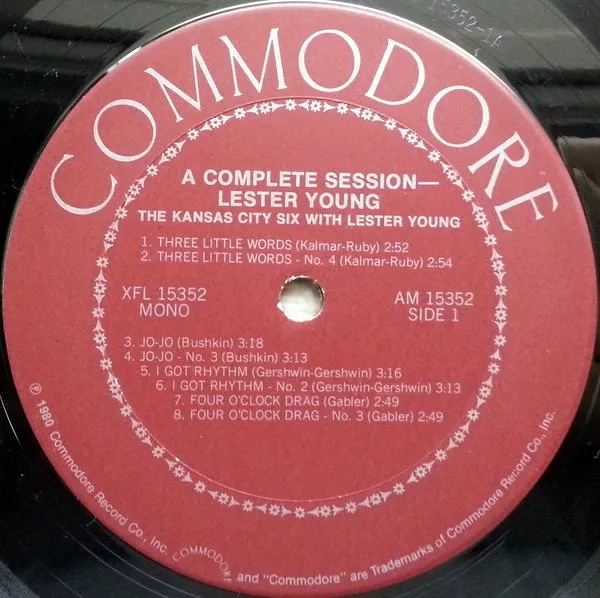 15352-1A
COMMODORE
A COMPLETE SESSION—
LESTER YOUNG
THE KANSAS CITY SIX WITH LESTER YOUNG
1. THREE LITTLE WORDS (Kalmar-Ruby) 2:52
2. THREE LITTLE WORDS - No. 4 (Kalmar-Ruby) 2:54
XFL 15352
MONO
AM 15352
SIDE 1
3. JO-JO (Bushkin) 3:18
4. JO-JO - No. 3 (Bushkin) 3:13
5. I GOT RHYTHM (Gershwin-Gershwin) 3:16
6. I GOT RHYTHM - No. 2 (Gershwin-Gershwin) 3:13
7. FOUR O'CLOCK DRAG (Gabler) 2:49
8. FOUR O'CLOCK DRAG - No. 3 (Gabler) 2:49
℗ 1980 Commodore Record Co., Inc. COMMODORE and "Commodore" are Trademarks of Commodore Record Co., Inc.